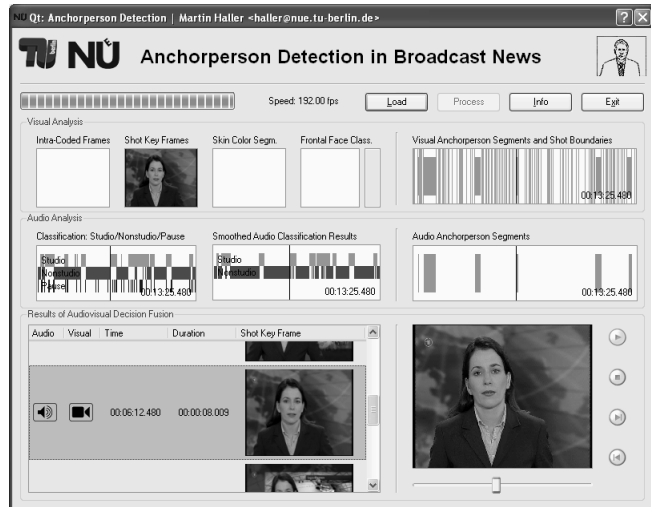 Qt: Anchorperson Detection | Martin Haller <haller@nue.tu-berlin.de>
NÜ Anchorperson Detection in Broadcast News
Speed: 192.00 fps Load Process Info Exit
Visual Analysis
Intra-Coded Frames Shot Key Frames Skin Color Segm. Frontal Face Class. Visual Anchorperson Segments and Shot Boundaries
00:13:25.480
Audio Analysis
Classification: Studio/Nonstudio/Pause Smoothed Audio Classification Results Audio Anchorperson Segments
Studio Studio
Nonstudio Nonstudio
Pause
00:13:25.480 00:13:25.480 00:13:25.480
Results of Audiovisual Decision Fusion
Audio Visual Time Duration Shot Key Frame
00:06:12.480 00:00:08.009